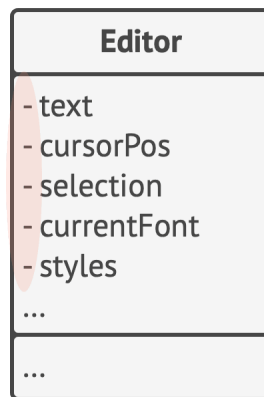 Editor
- text
- cursorPos
- selection
- currentFont
- styles
...
...